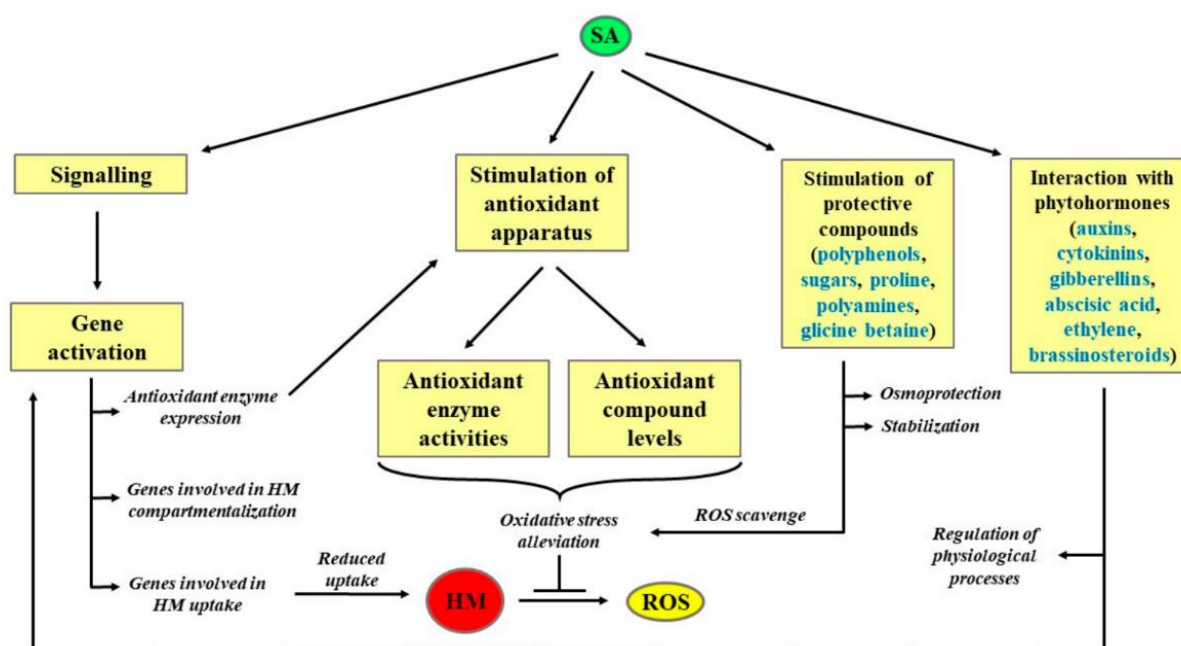 SA
Signalling
Stimulation of
antioxidant
apparatus
Stimulation of
protective
compounds
(polyphenols,
sugars, proline,
polyamines,
glicine betaine)
Interaction with
phytohormones
(auxins,
cytokinins,
gibberellins,
abscisic acid,
ethylene,
brassinosteroids)
Gene
activation
Antioxidant enzyme
expression
Genes involved in HM
compartmentalization
Genes involved in
HM uptake
Reduced
uptake
Antioxidant
enzyme
activities
Antioxidant
compound
levels
Oxidative stress
alleviation
ROS scavenge
Osmoprotection
Stabilization
Regulation of
physiological
processes
HM
ROS